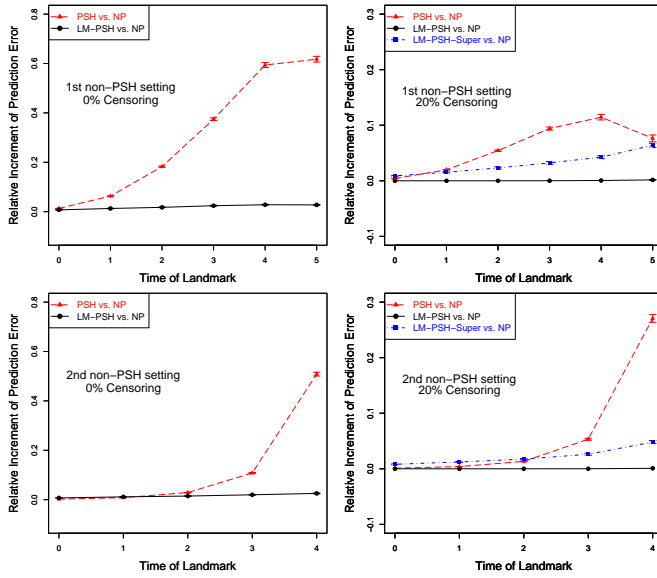 PSH vs. NP
LM−PSH vs. NP
1st non−PSH setting
0% Censoring
Relative Increment of Prediction Error
0.0
0.2
0.4
0.6
0.8
0
1
2
3
4
5
Time of Landmark
PSH vs. NP
LM−PSH vs. NP
LM−PSH−Super vs. NP
1st non−PSH setting
20% Censoring
Relative Increment of Prediction Error
-0.1
0.0
0.1
0.2
0.3
0
1
2
3
4
5
Time of Landmark
PSH vs. NP
LM−PSH vs. NP
2nd non−PSH setting
0% Censoring
Relative Increment of Prediction Error
0.0
0.2
0.4
0.6
0.8
0
1
2
3
4
Time of Landmark
PSH vs. NP
LM−PSH vs. NP
LM−PSH−Super vs. NP
2nd non−PSH setting
20% Censoring
Relative Increment of Prediction Error
-0.1
0.0
0.1
0.2
0.3
0
1
2
3
4
Time of Landmark